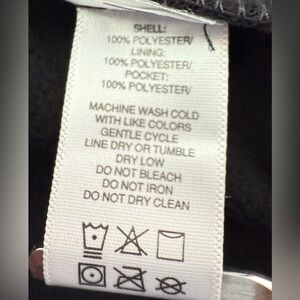 SHELL:
100% POLYESTER/
LINING:
100% POLYESTER/
POCKET:
100% POLYESTER/
MACHINE WASH COLD
WITH LIKE COLORS
GENTLE CYCLE
LINE DRY OR TUMBLE
DRY LOW
DO NOT BLEACH
DO NOT IRON
DO NOT DRY CLEAN